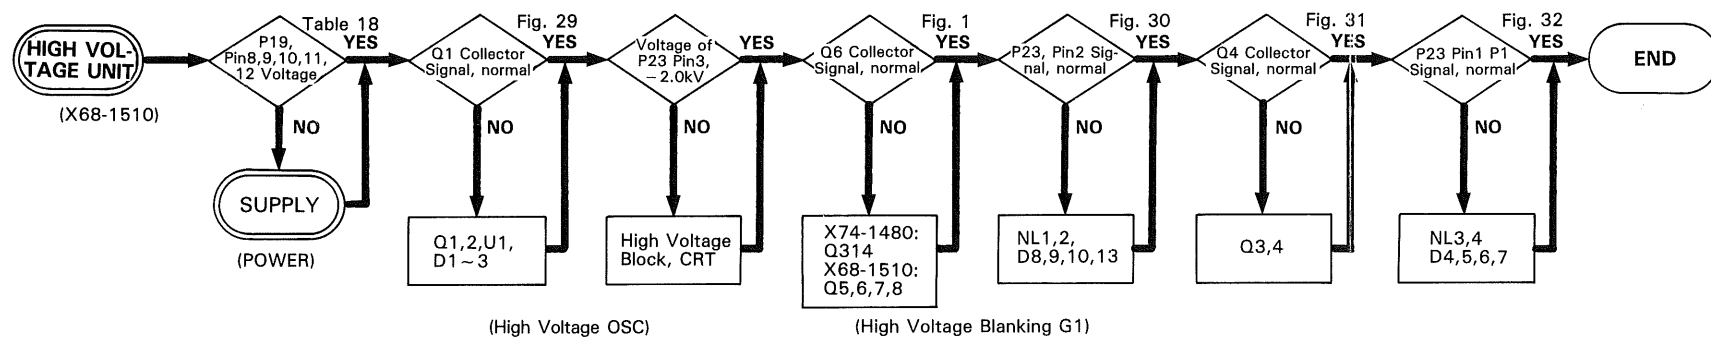 HIGH VOL-
TAGE UNIT
(X68-1510)
Table 18
P19,
Pin8,9,10,11,
12 Voltage
YES
NO
SUPPLY
(POWER)
Fig. 29
Q1 Collector
Signal, normal
YES
NO
Q1,2,U1,
D1~3
(High Voltage OSC)
Voltage of
P23 Pin3,
-2.0kV
YES
NO
High Voltage
Block, CRT
Fig. 1
Q6 Collector
Signal, normal
YES
NO
X74-1480:
Q314
X68-1510:
Q5,6,7,8
(High Voltage Blanking G1)
Fig. 30
P23, Pin2 Sig-
nal, normal
YES
NO
NL1,2,
D8,9,10,13
Fig. 31
Q4 Collector
Signal, normal
YES
NO
Q3,4
Fig. 32
P23 Pin1 P1
Signal, normal
YES
NO
NL3,4
D4,5,6,7
END